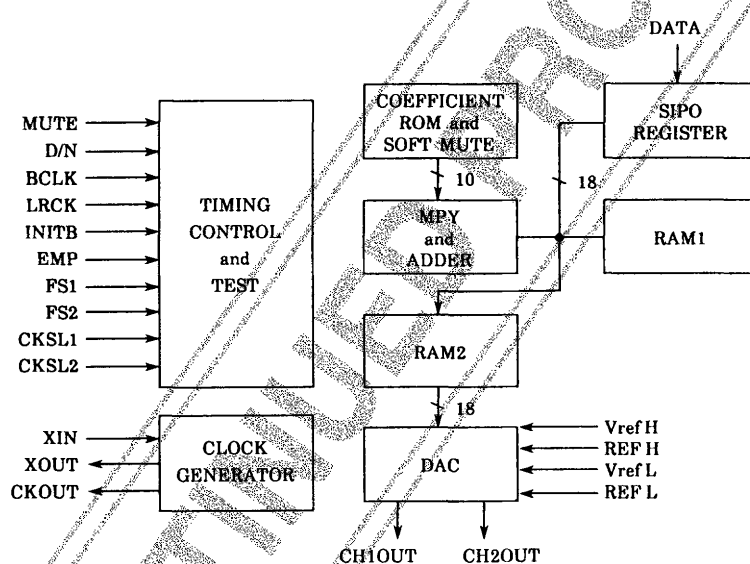 DATA
COEFFICIENT
ROM and
SOFT MUTE
SIPO
REGISTER
MUTE
D/N
BCLK
LRCK
INITB
EMP
FS1
FS2
CKSL1
CKSL2
TIMING
CONTROL
and
TEST
10
18
MPY
and
ADDER
RAM1
RAM2
18
XIN
XOUT
CKOUT
CLOCK
GENERATOR
DAC
Vref H
REF H
Vref L
REF L
CH1OUT
CH2OUT
TINUED PRO